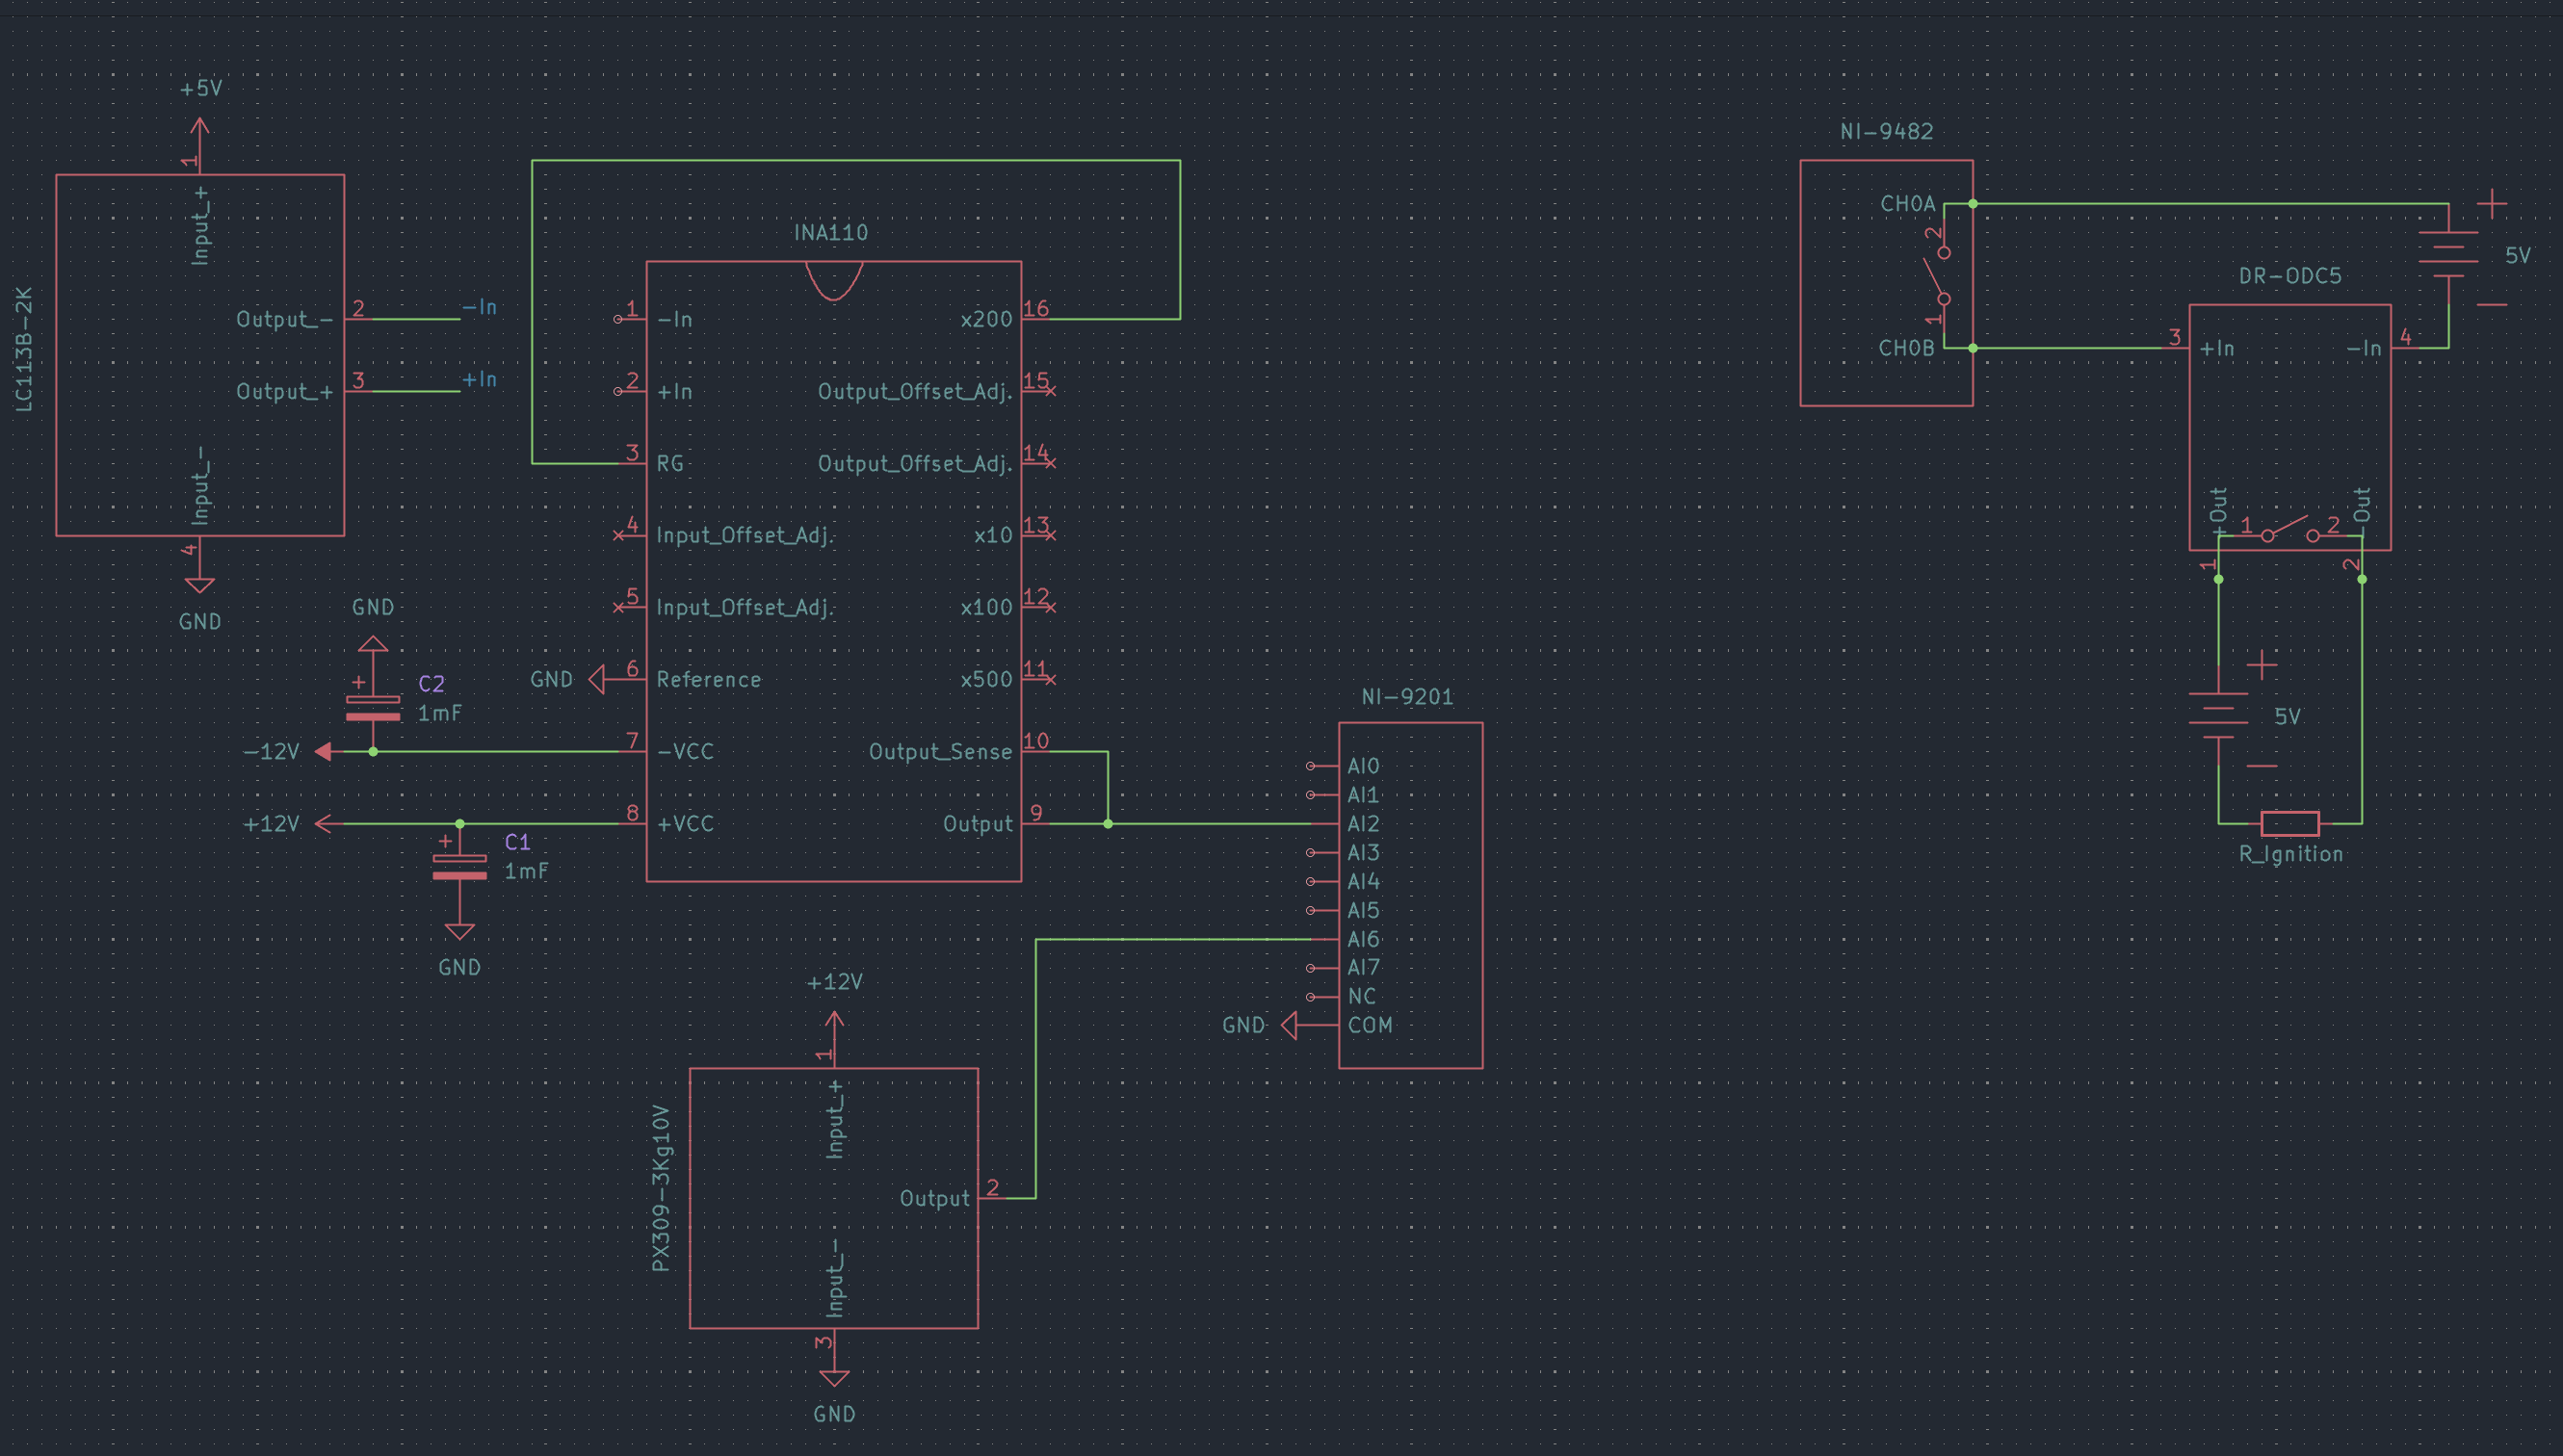 +5V
1
Input_+
LC113B-2K
Output_-
2
-In
Output_+
3
+In
Input_-
4
GND
INA110
1
-In
2
+In
3
RG
4
Input_Offset_Adj.
5
Input_Offset_Adj.
GND
6
Reference
-12V
7
-VCC
+12V
8
+VCC
16
x200
15
Output_Offset_Adj.
14
Output_Offset_Adj.
13
x10
12
x100
11
x500
10
Output_Sense
9
Output
GND
+
C2
1mF
+
C1
1mF
GND
NI-9201
AI0
AI1
AI2
AI3
AI4
AI5
AI6
AI7
NC
GND
COM
+12V
1
Input_+
PX309-3Kg10V
Output
2
Input_-
3
GND
NI-9482
CH0A
2
1
CH0B
+
5V
-
DR-ODC5
3
+In
4
-In
+Out
1
2
-Out
1
2
+
5V
-
R_Ignition